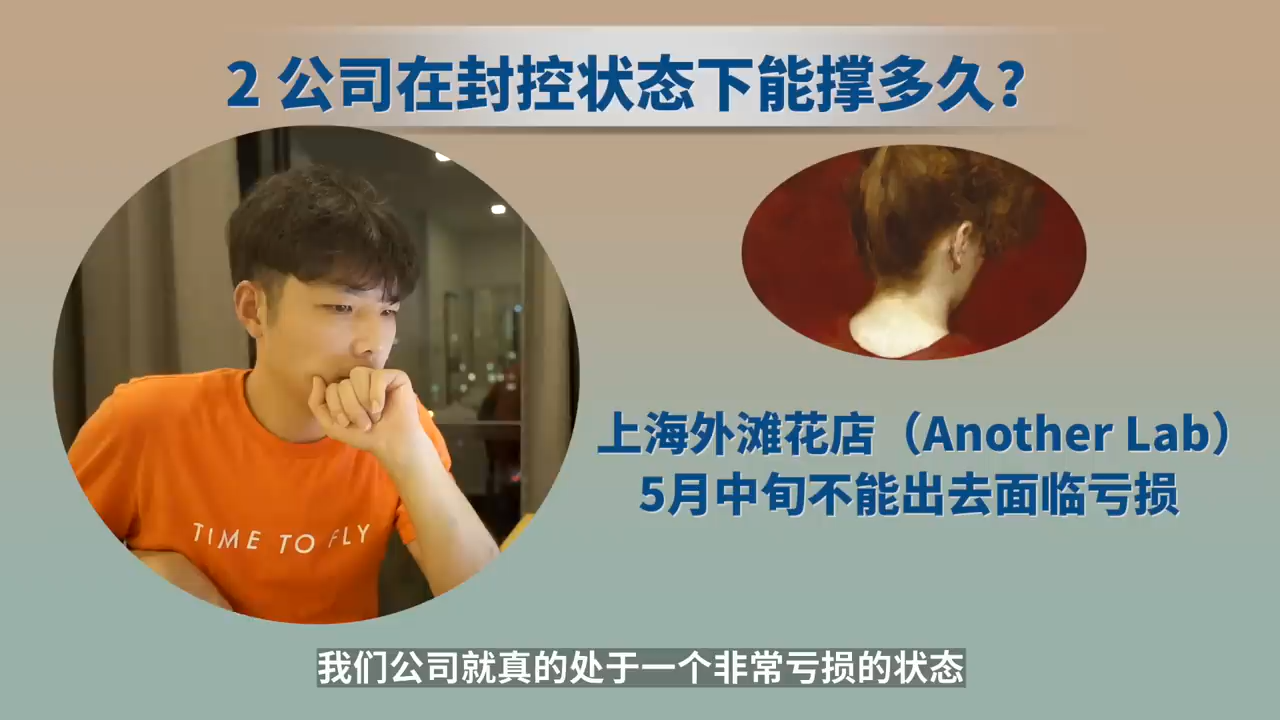 2 公司在封控状态下能撑多久？
TIME TO FLY
上海外滩花店（Another Lab）
5月中旬不能出去面临亏损
我们公司就真的处于一个非常亏损的状态